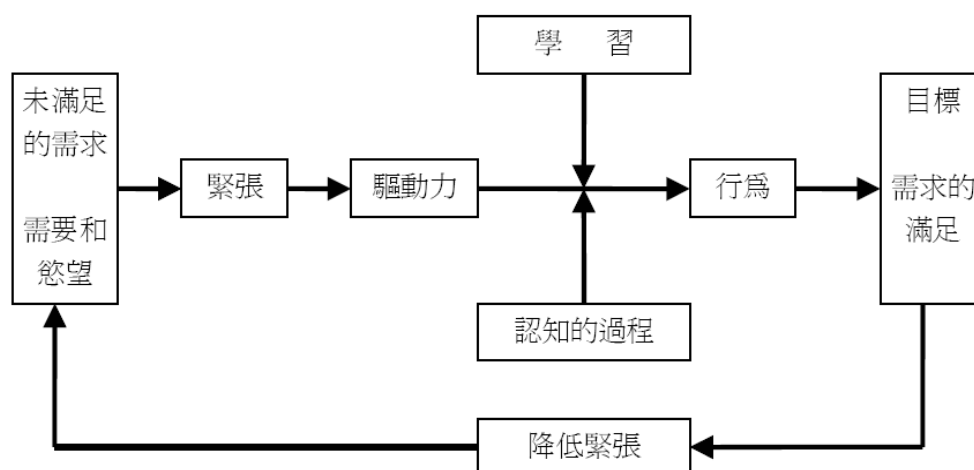 學 習
未滿足
的需求
需要和
慾望
緊張
驅動力
行為
目標
需求的
滿足
認知的過程
降低緊張